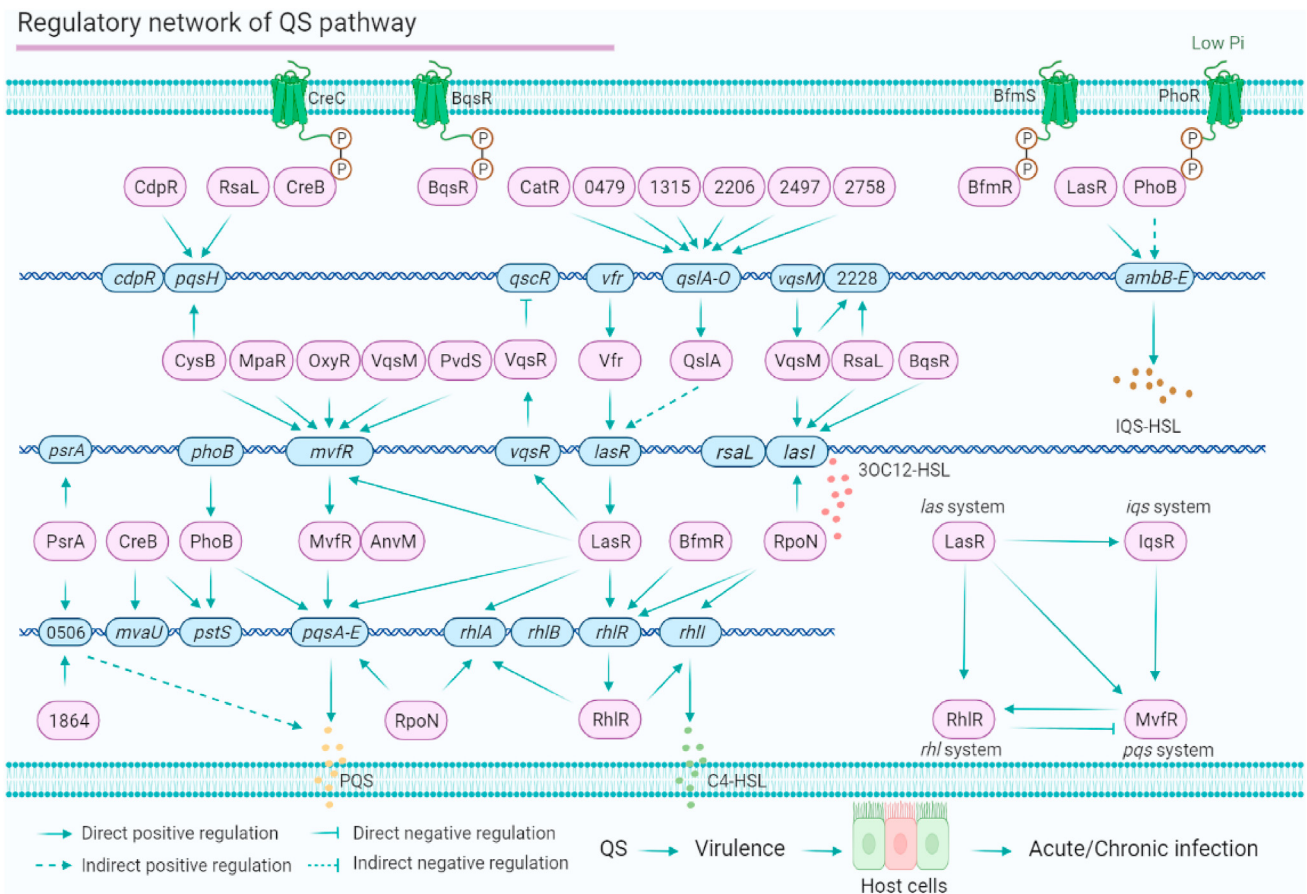 Regulatory network of QS pathway
Low Pi
CreC BqsR BfmS PhoR
P P P P
P P P P
CdpR RsaL CreB BqsR CatR 0479 1315 2206 2497 2758 BfmR LasR PhoB
cdpR pqsH qscR vfr qslA-O vqsM 2228 ambB-E
CysB MpaR OxyR VqsM PvdS VqsR Vfr QslA VqsM RsaL BqsR
IQS-HSL
psrA phoB mvfR vqsR lasR rsaL lasI
3OC12-HSL
las system iqs system
PsrA CreB PhoB MvfR AnvM LasR BfmR RpoN LasR IqsR
0506 mvaU pstS pqsA-E rhlA rhlB rhlR rhlI
1864 RpoN RhlR RhlR MvfR
rhl system pqs system
PQS C4-HSL
Direct positive regulation Direct negative regulation
Indirect positive regulation Indirect negative regulation
QS Virulence Acute/Chronic infection
Host cells